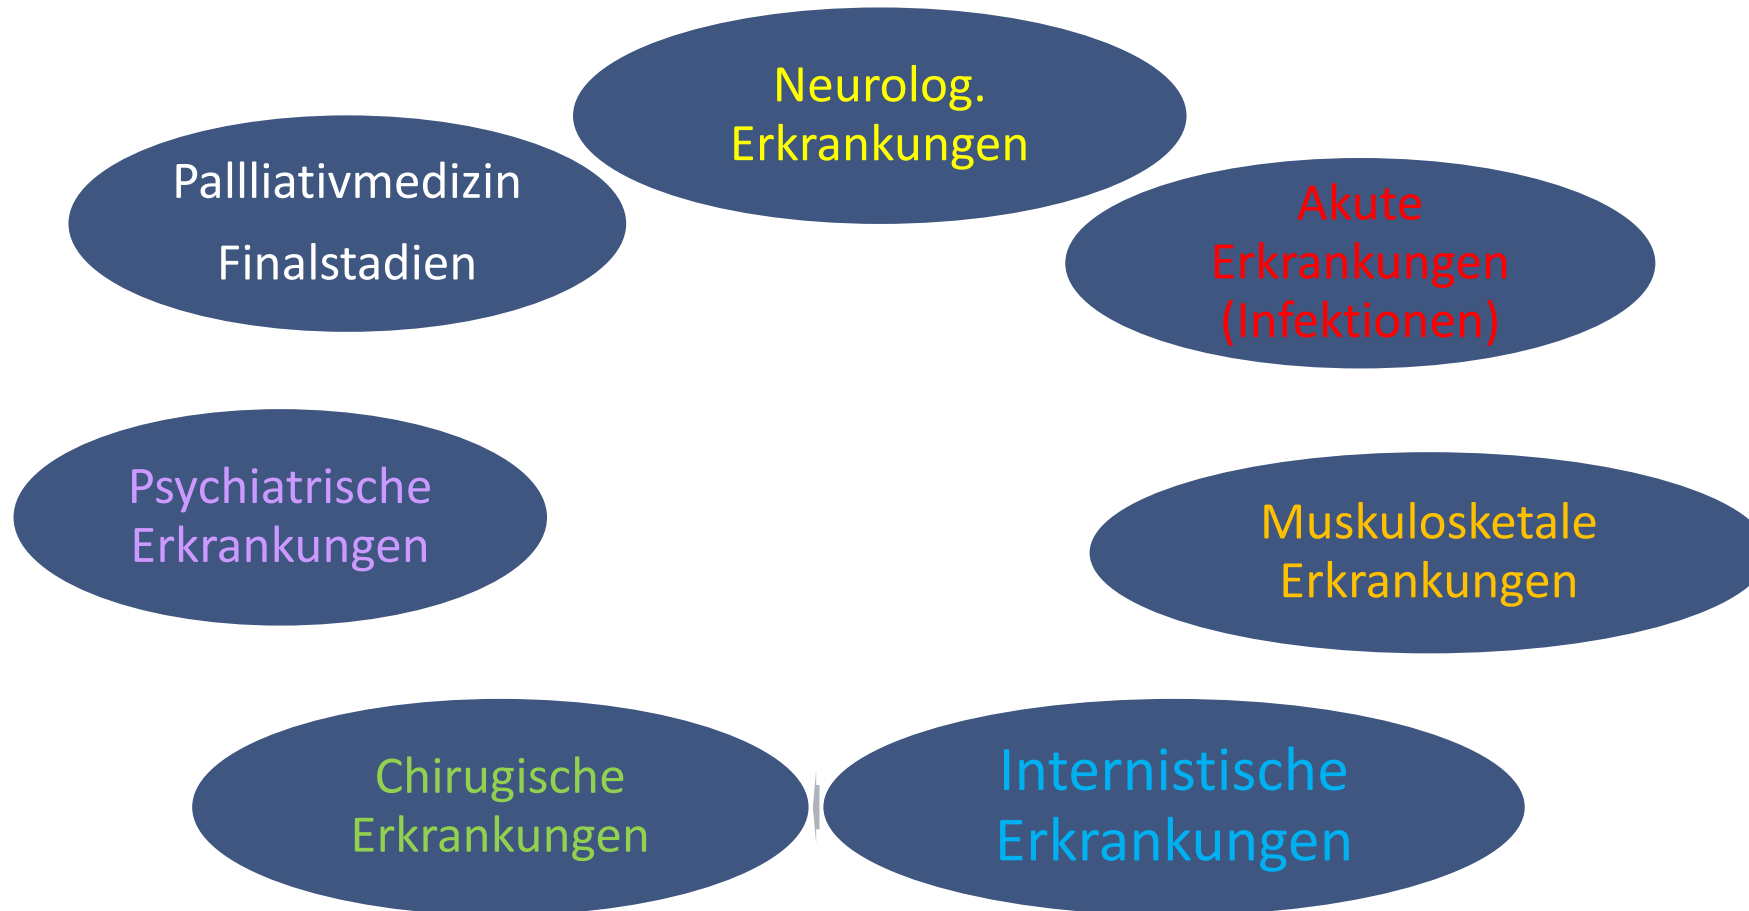 Neurolog.
Erkrankungen
Pallliativmedizin
Finalstadien
Akute
Erkrankungen
(Infektionen)
Psychiatrische
Erkrankungen
Muskulosketale
Erkrankungen
Chirugische
Erkrankungen
Internistische
Erkrankungen